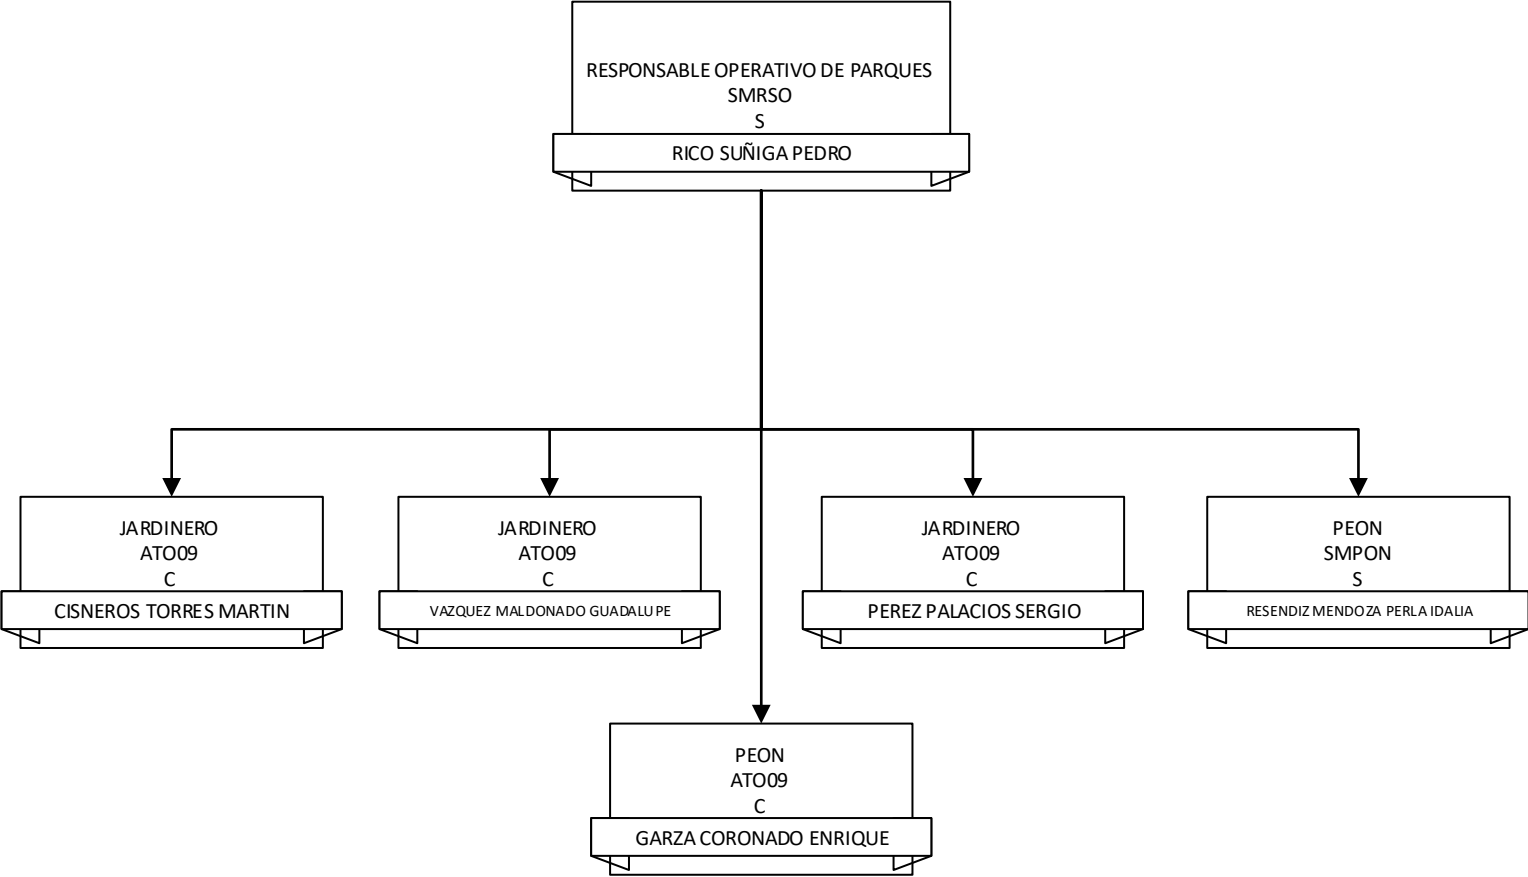 RESPONSABLE OPERATIVO DE PARQUES
SMRSO
S
RICO SUÑIGA PEDRO
JARDINERO
ATO09
C
CISNEROS TORRES MARTIN
JARDINERO
ATO09
C
VAZQUEZ MALDONADO GUADALUPE
JARDINERO
ATO09
C
PEREZ PALACIOS SERGIO
PEON
SMPON
S
RESENDIZ MENDOZA PERLA IDALIA
PEON
ATO09
C
GARZA CORONADO ENRIQUE